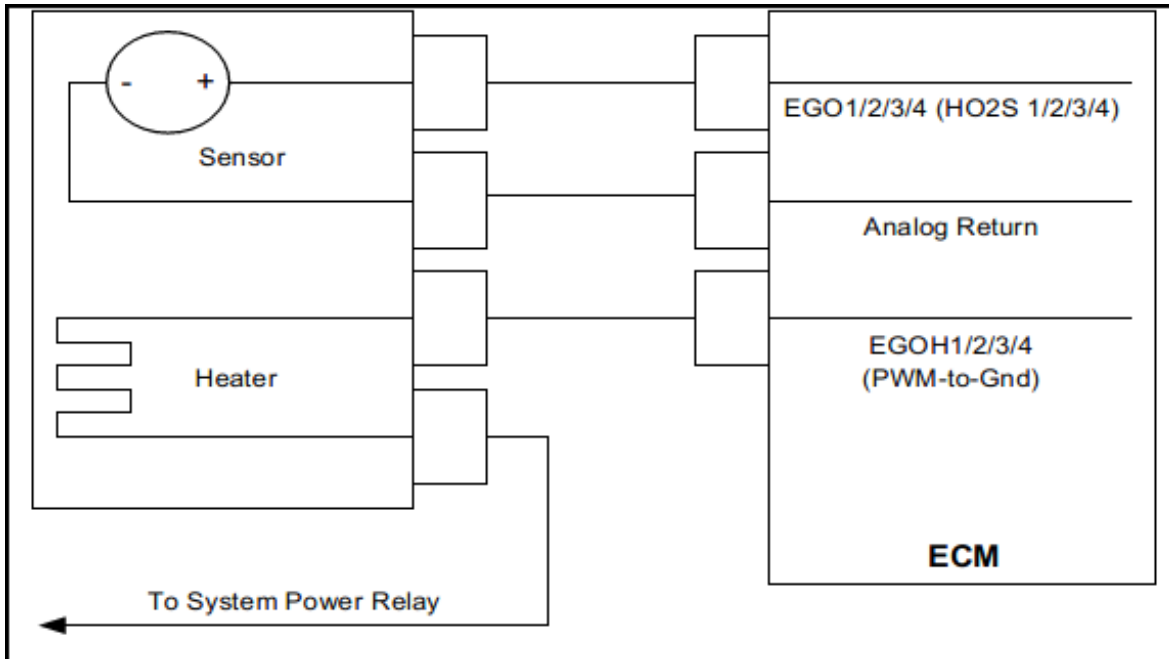 - +
Sensor
Heater
To System Power Relay
EGO1/2/3/4 (HO2S 1/2/3/4)
Analog Return
EGOH1/2/3/4
(PWM-to-Gnd)
ECM